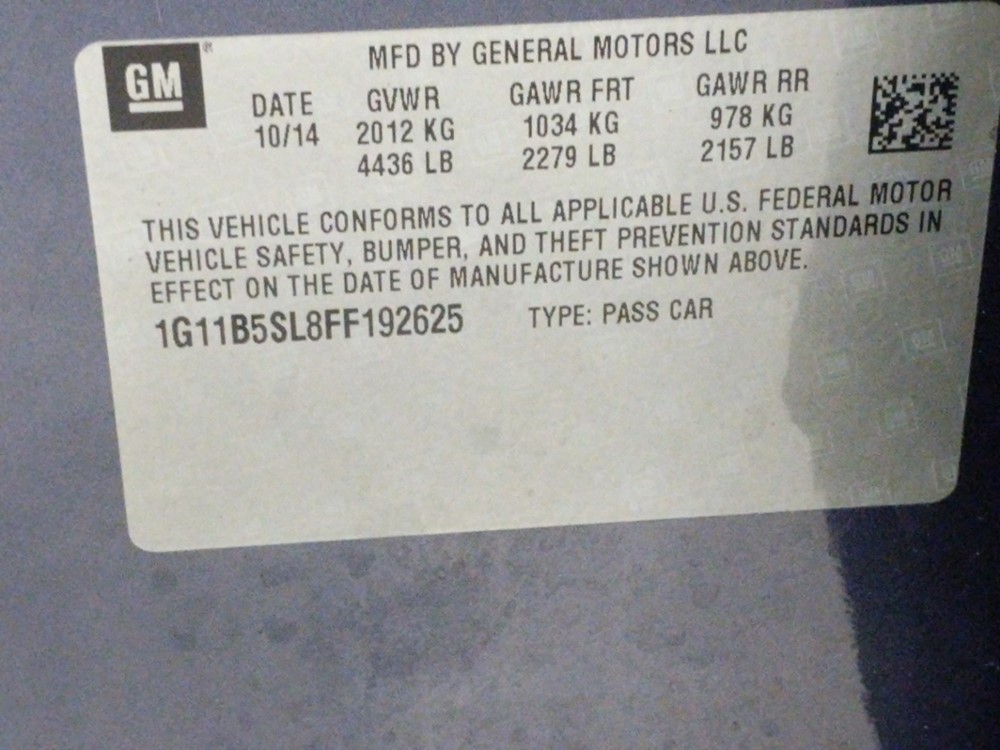 GM
MFD BY GENERAL MOTORS LLC
DATE GVWR GAWR FRT GAWR RR
10/14 2012 KG 1034 KG 978 KG
4436 LB 2279 LB 2157 LB
THIS VEHICLE CONFORMS TO ALL APPLICABLE U.S. FEDERAL MOTOR
VEHICLE SAFETY, BUMPER, AND THEFT PREVENTION STANDARDS IN
EFFECT ON THE DATE OF MANUFACTURE SHOWN ABOVE.
1G11B5SL8FF192625 TYPE: PASS CAR